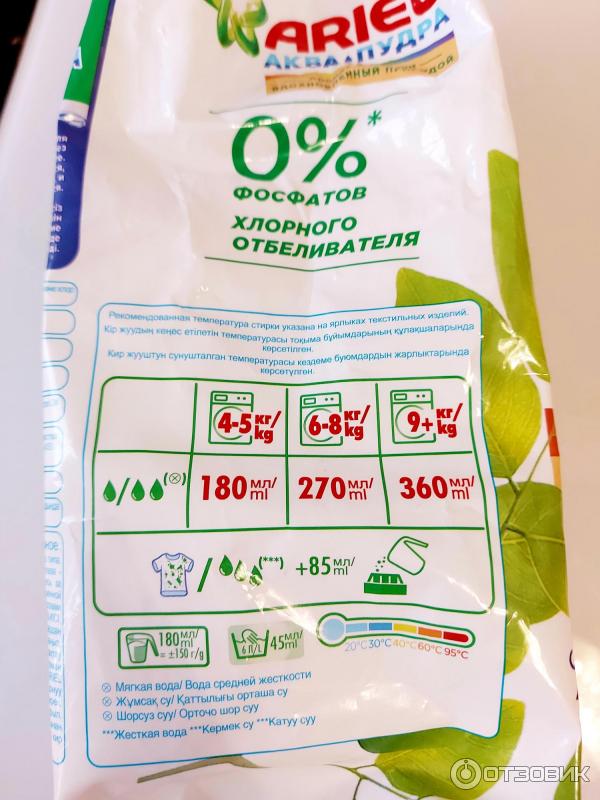 ARIEL
АКВА ПУДРА
0%*
ФОСФАТОВ
ХЛОРНОГО
ОТБЕЛИВАТЕЛЯ
Рекомендованная температура стирки указана на ярлыках текстильных изделий.
Кір жуудың кеңес етілетін температурасы тоқыма бұйымдарының құлақшаларында
көрсетілген.
Кир жууштун сунушталган температурасы кездеме буюмдардын жарлыктарында
көрсөтүлгөн.
4-5 кг/kg 6-8 кг/kg 9+ кг/kg
/ (⊗) 180 мл/ml 270 мл/ml 360 мл/ml
/ (***) +85 мл/ml
180 мл/ml = ±150 г/g
6 Л/L 45 мл/ml
20°C 30°C 40°C 60°C 95°C
⊗ Мягкая вода/ Вода средней жесткости
⊗ Жұмсақ су/ Қаттылығы орташа су
⊗ Шорсуз суу/ Орточо шор суу
***Жесткая вода ***Кермек су ***Катуу суу
ОТЗОВИК